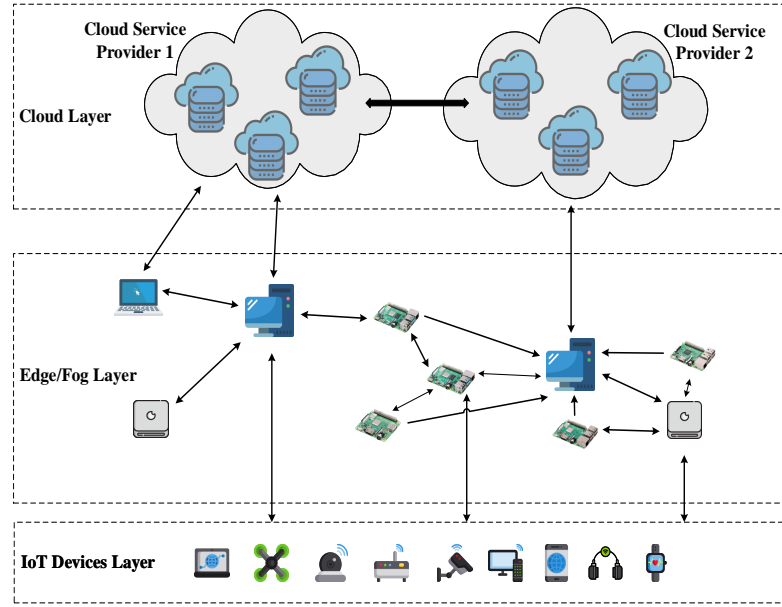 Cloud Service
Provider 1
Cloud Service
Provider 2
Cloud Layer
Edge/Fog Layer
IoT Devices Layer